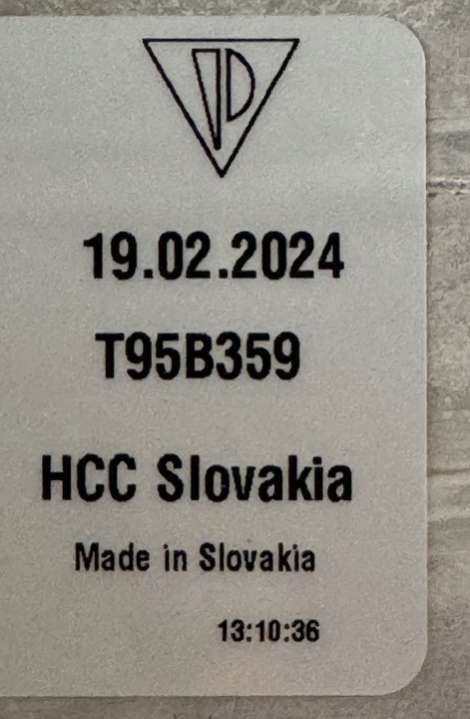 19.02.2024
T95B359
HCC Slovakia
Made in Slovakia
13:10:36